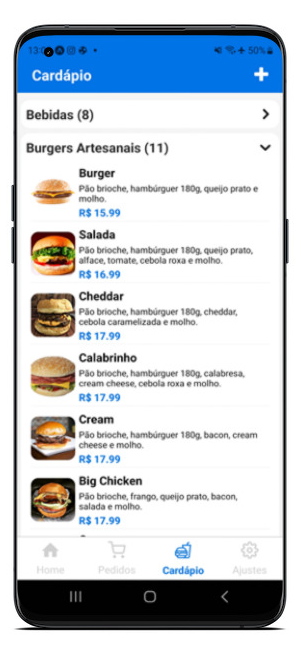 50%
Cardápio
Bebidas (8)
Burgers Artesanais (11)
Burger
Pão brioche, hambúrguer 180g, queijo prato e
molho.
R$ 15.99
Salada
Pão brioche, hambúrguer 180g, queijo prato,
alface, tomate, cebola roxa e molho.
R$ 16.99
Cheddar
Pão brioche, hambúrguer 180g, cheddar,
cebola caramelizada e molho.
R$ 17.99
Calabrinho
Pão brioche, hambúrguer 180g, calabresa,
cream cheese, cebola roxa e molho.
R$ 17.99
Cream
Pão brioche, hambúrguer 180g, bacon, cream
cheese e molho.
R$ 17.99
Big Chicken
Pão brioche, frango, queijo prato, bacon,
salada e molho.
R$ 17.99
Home Pedidos Cardápio Ajustes